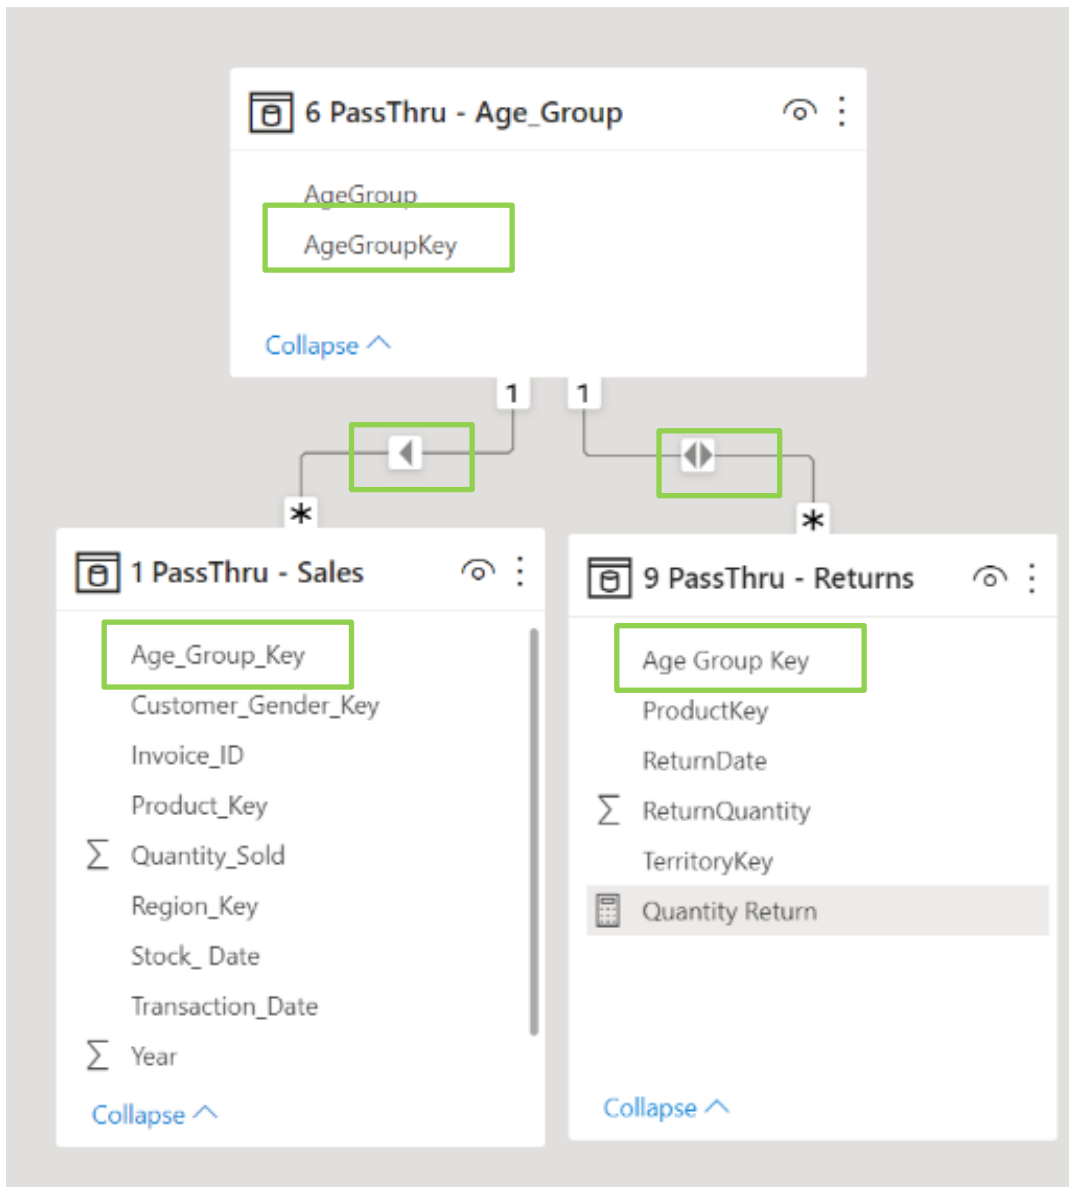 6 PassThru - Age_Group
AgeGroup
AgeGroupKey
Collapse
1
1
*
*
1 PassThru - Sales
Age_Group_Key
Customer_Gender_Key
Invoice_ID
Product_Key
Σ Quantity_Sold
Region_Key
Stock_ Date
Transaction_Date
Σ Year
Collapse
9 PassThru - Returns
Age Group Key
ProductKey
ReturnDate
Σ ReturnQuantity
TerritoryKey
Quantity Return
Collapse